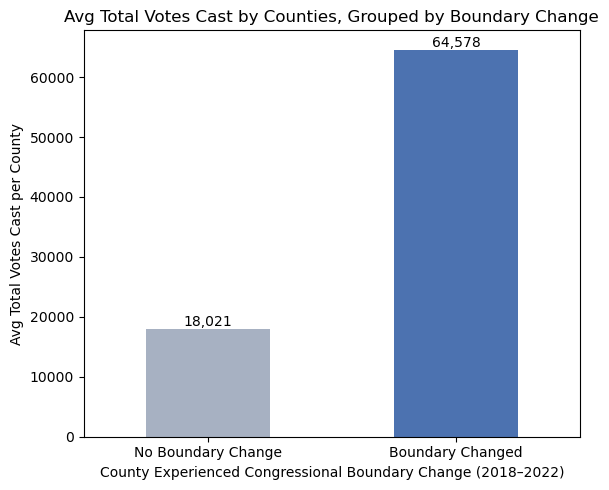 Avg Total Votes Cast by Counties, Grouped by Boundary Change
64,578
60000
50000
40000
30000
20000
10000
0
18,021
Avg Total Votes Cast per County
No Boundary Change
Boundary Changed
County Experienced Congressional Boundary Change (2018–2022)